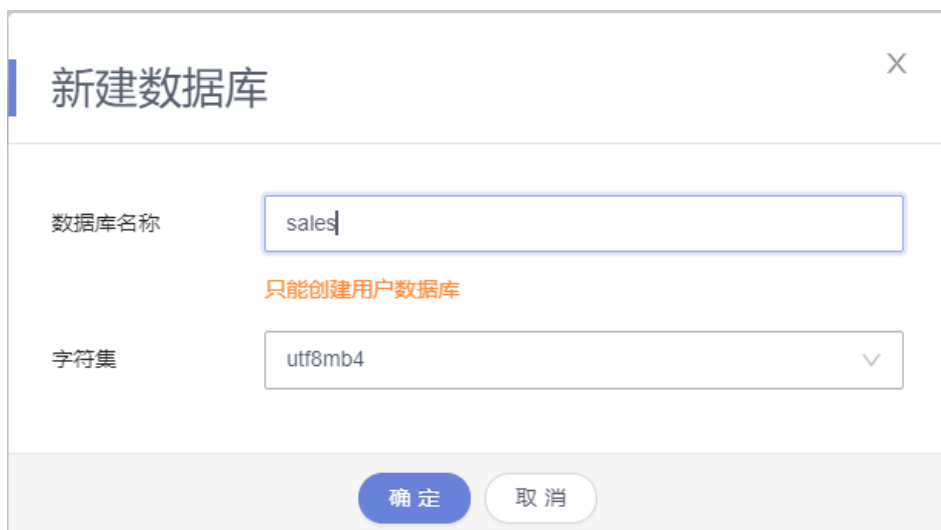 新建数据库
X
数据库名称
sales
只能创建用户数据库
字符集
utf8mb4
确 定
取 消